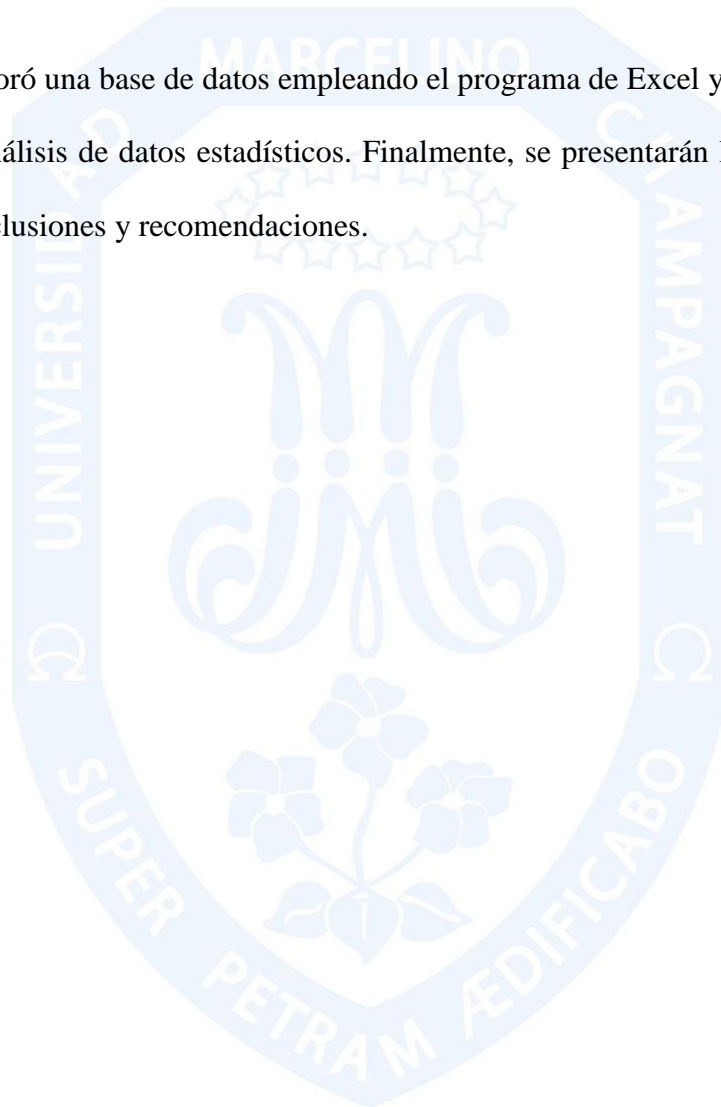 oró una base de datos empleando el programa de Excel y
álisis de datos estadísticos. Finalmente, se presentarán
clusiones y recomendaciones.
UNIVERSIDAD
MARCELINO
CHAMPAGNAT
SUPER PETRAM ÆDIFICABO